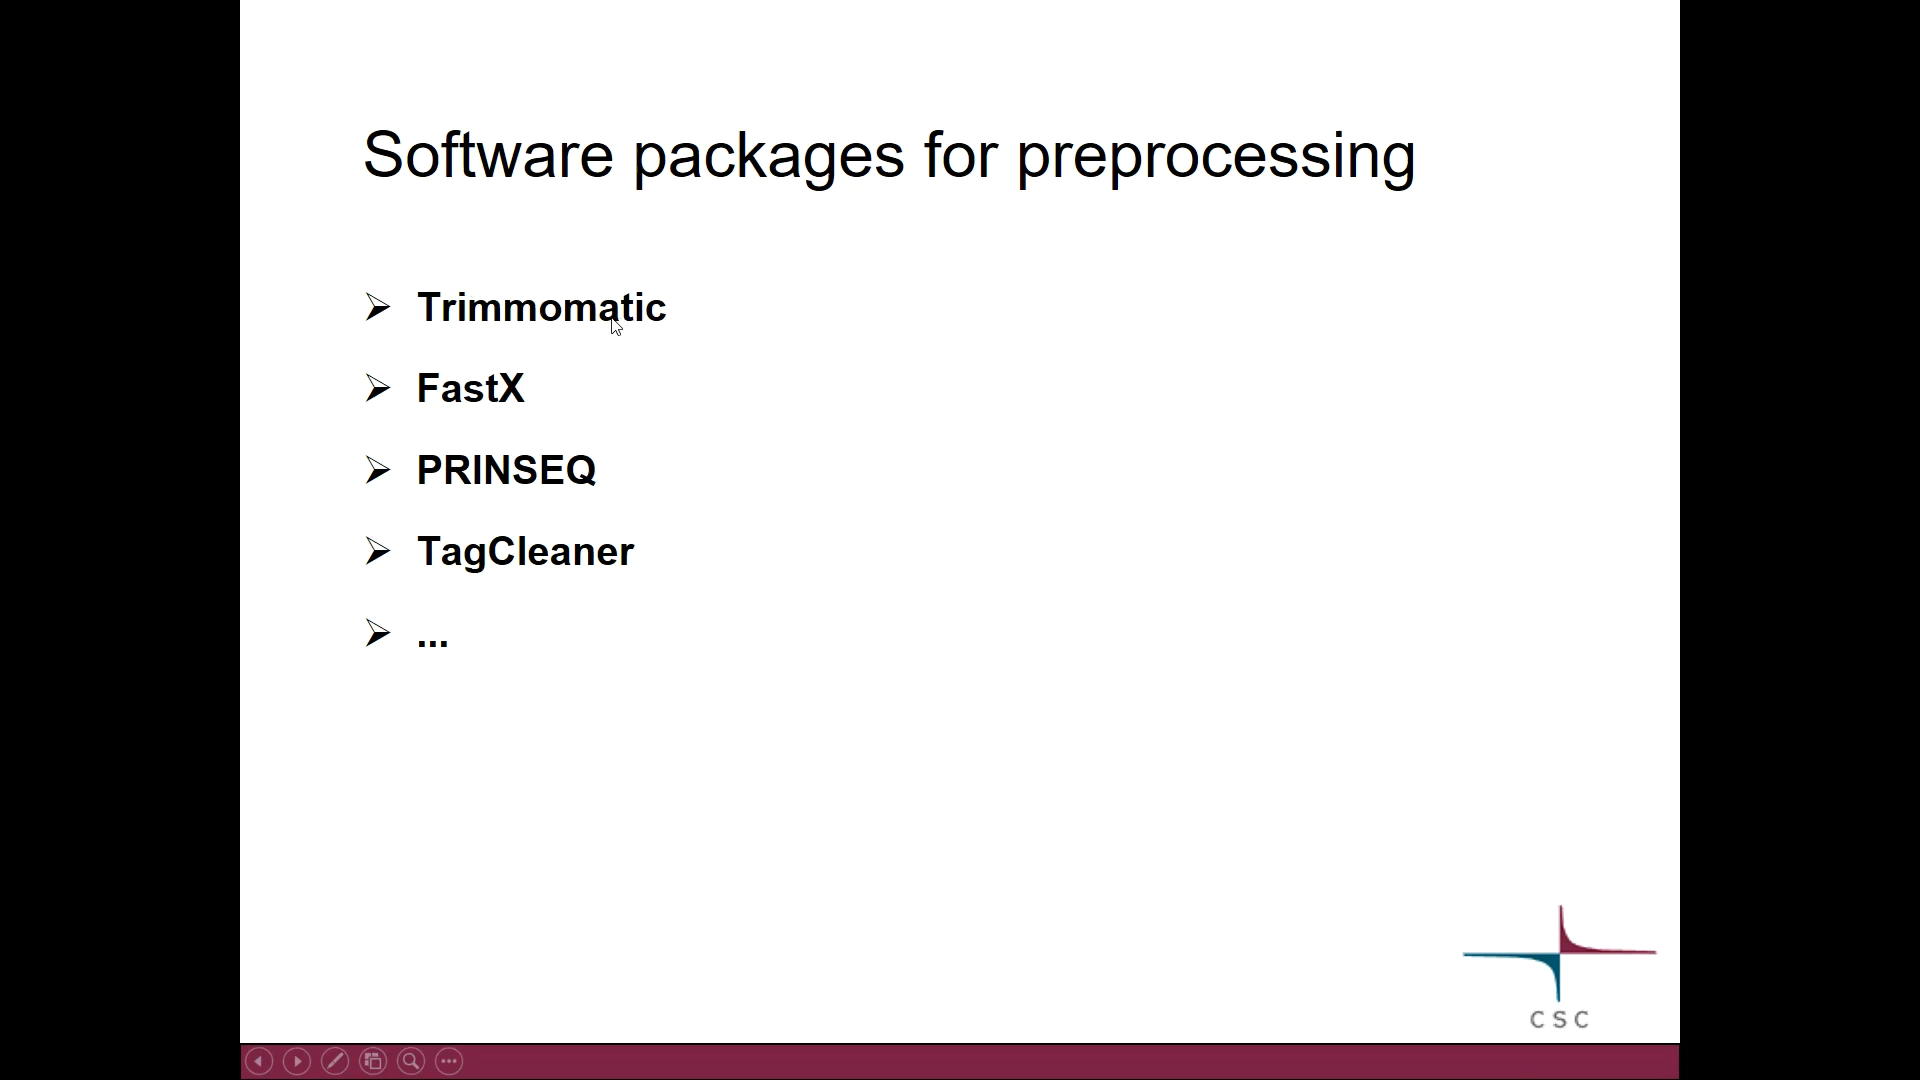 Software packages for preprocessing
➢ Trimmomatic
➢ FastX
➢ PRINSEQ
➢ TagCleaner
➢ ...
CSC